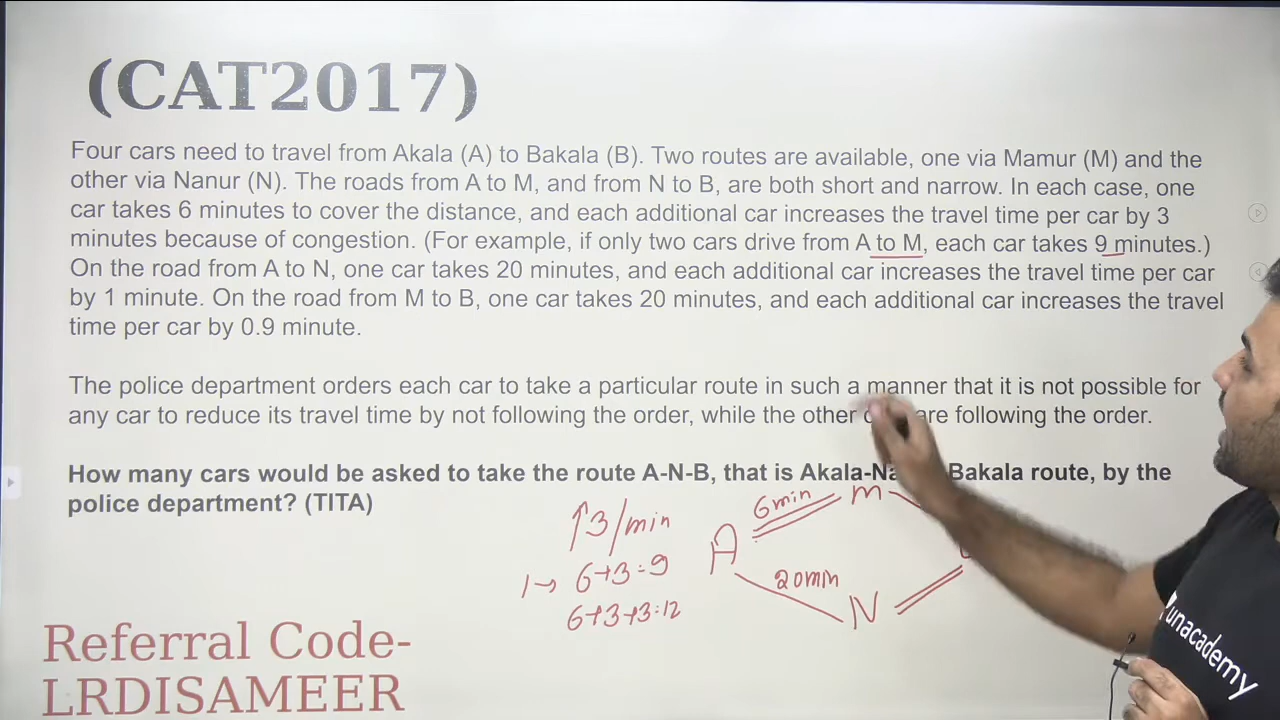 (CAT2017)
Four cars need to travel from Akala (A) to Bakala (B). Two routes are available, one via Mamur (M) and the
other via Nanur (N). The roads from A to M, and from N to B, are both short and narrow. In each case, one
car takes 6 minutes to cover the distance, and each additional car increases the travel time per car by 3
minutes because of congestion. (For example, if only two cars drive from A to M, each car takes 9 minutes.)
On the road from A to N, one car takes 20 minutes, and each additional car increases the travel time per car
by 1 minute. On the road from M to B, one car takes 20 minutes, and each additional car increases the travel
time per car by 0.9 minute.
The police department orders each car to take a particular route in such a manner that it is not possible for
any car to reduce its travel time by not following the order, while the other are following the order.
How many cars would be asked to take the route A-N-B, that is Akala-Na Bakala route, by the
police department? (TITA)
↑3/min
1→ 6+3=9
6+3+3=12
6min
M
A
20min
N
Referral Code-
LRDISAMEER
unacademy